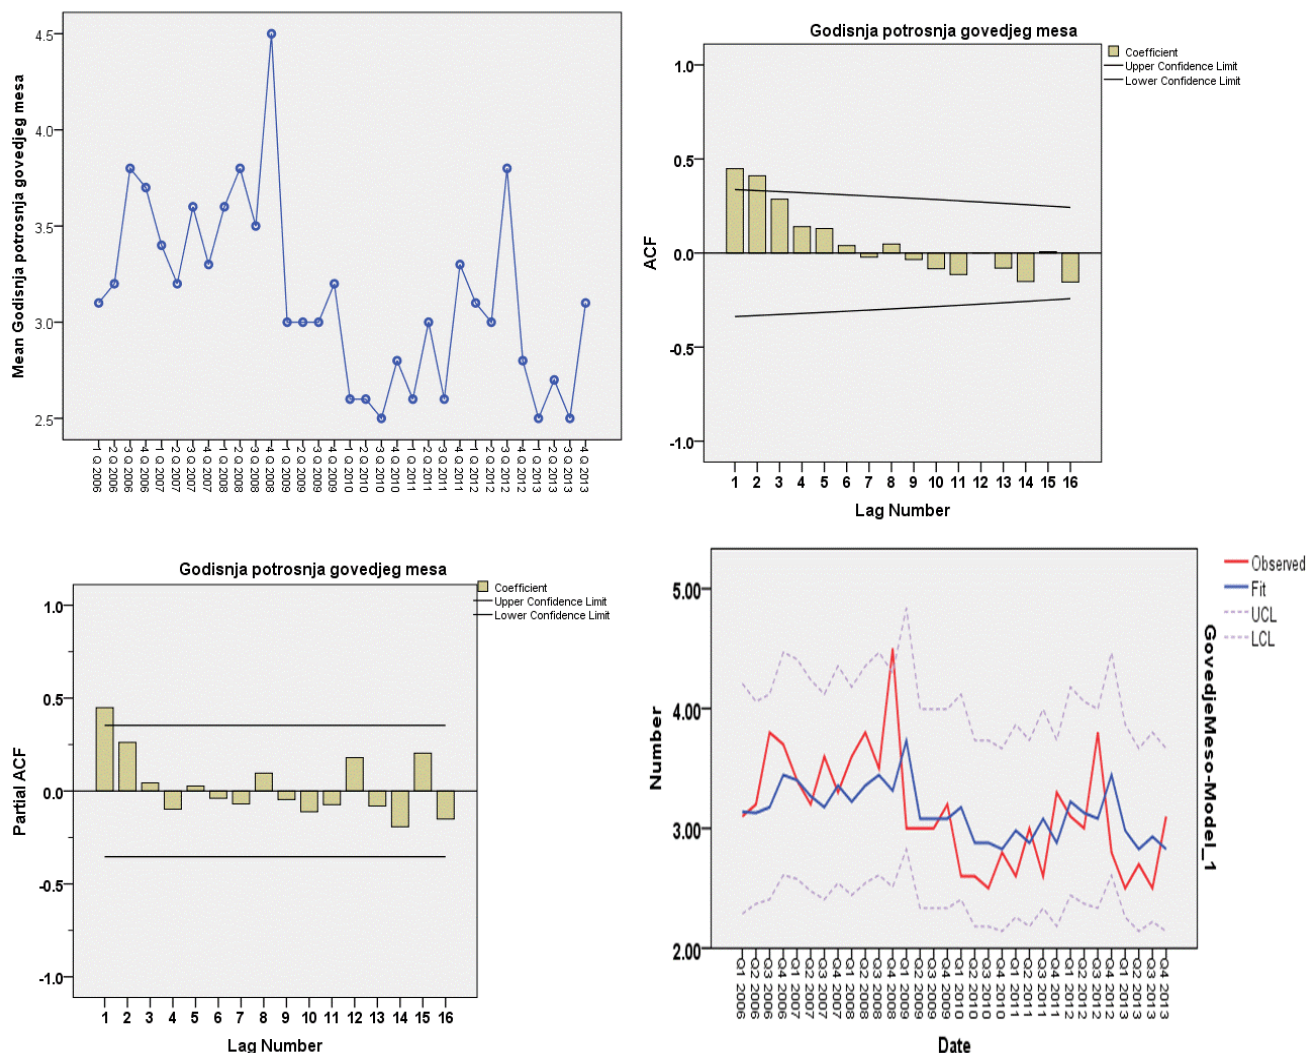 Mean Godisnja potrosnja govedjeg mesa
4.5
4.0
3.5
3.0
2.5
1 Q 2006
2 Q 2006
3 Q 2006
4 Q 2006
1 Q 2007
2 Q 2007
3 Q 2007
4 Q 2007
1 Q 2008
2 Q 2008
3 Q 2008
4 Q 2008
1 Q 2009
2 Q 2009
3 Q 2009
4 Q 2009
1 Q 2010
2 Q 2010
3 Q 2010
4 Q 2010
1 Q 2011
2 Q 2011
3 Q 2011
4 Q 2011
1 Q 2012
2 Q 2012
3 Q 2012
4 Q 2012
1 Q 2013
2 Q 2013
3 Q 2013
4 Q 2013
Godisnja potrosnja govedjeg mesa
Coefficient
Upper Confidence Limit
Lower Confidence Limit
ACF
1.0
0.5
0.0
-0.5
-1.0
1 2 3 4 5 6 7 8 9 10 11 12 13 14 15 16
Lag Number
Godisnja potrosnja govedjeg mesa
Coefficient
Upper Confidence Limit
Lower Confidence Limit
Partial ACF
1.0
0.5
0.0
-0.5
-1.0
1 2 3 4 5 6 7 8 9 10 11 12 13 14 15 16
Lag Number
Observed
Fit
UCL
LCL
GovedjeMeso-Model_1
Number
5.00
4.00
3.00
2.00
Q1 2006
Q2 2006
Q3 2006
Q4 2006
Q1 2007
Q2 2007
Q3 2007
Q4 2007
Q1 2008
Q2 2008
Q3 2008
Q4 2008
Q1 2009
Q2 2009
Q3 2009
Q4 2009
Q1 2010
Q2 2010
Q3 2010
Q4 2010
Q1 2011
Q2 2011
Q3 2011
Q4 2011
Q1 2012
Q2 2012
Q3 2012
Q4 2012
Q1 2013
Q2 2013
Q3 2013
Q4 2013
Date